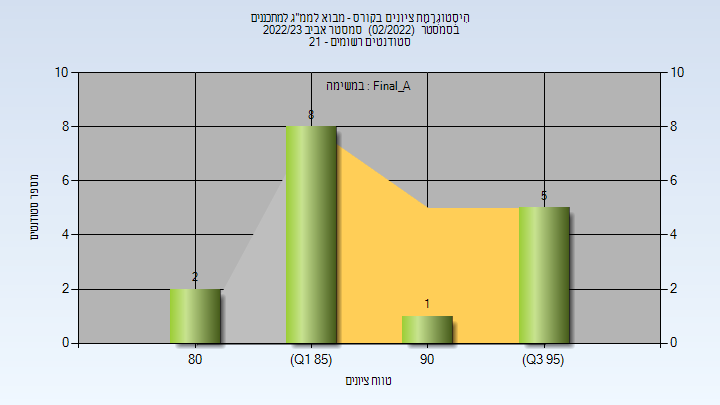 היסטוגרמת ציונים בקורס - מבוא לממ"ג למתכננים
בסמסטר (02/2022) סמסטר אביב 2022/23
סטודנטים רשומים - 21
במשימה : Final_A
10 10
8 8
6 6
4 4
2 2
0 0
2 8 1 5
80 (Q1 85) 90 (Q3 95)
מספר סטודנטים
טווח ציונים